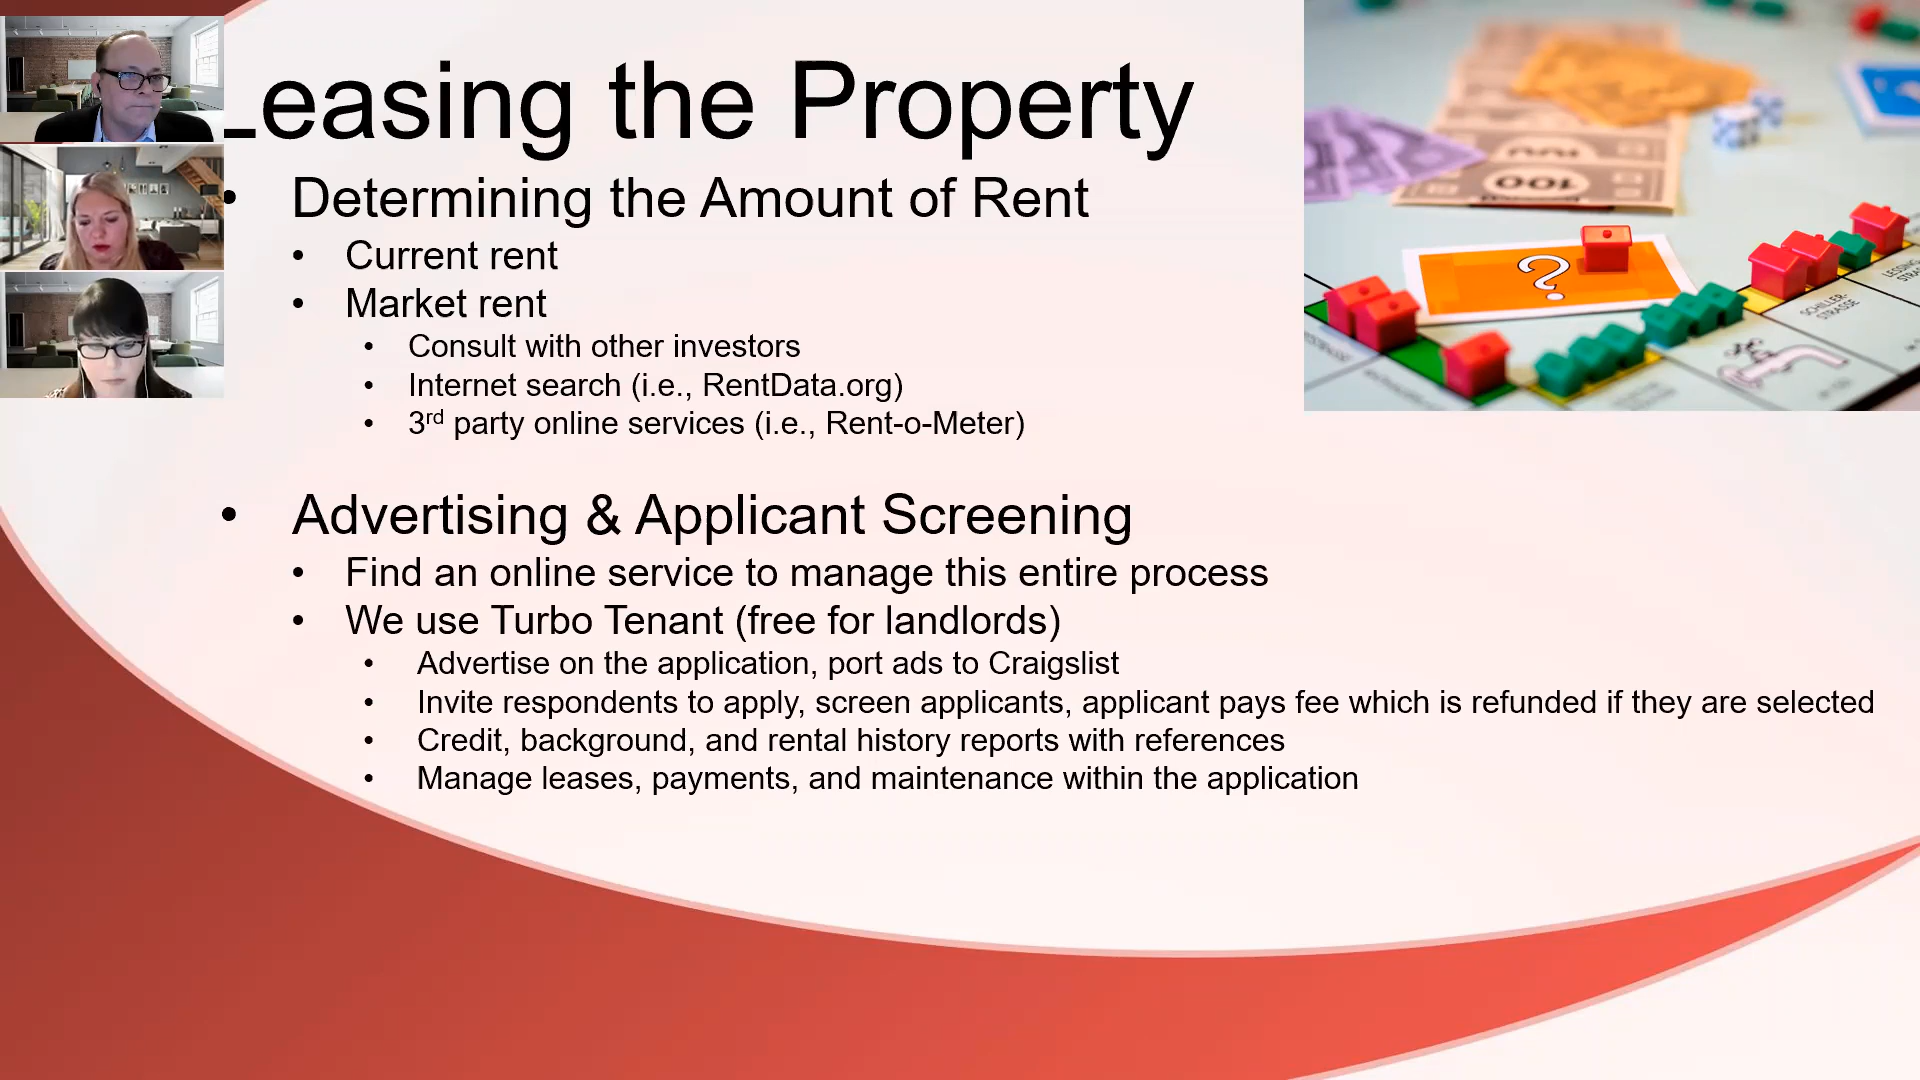 Leasing the Property
• Determining the Amount of Rent
• Current rent
• Market rent
• Consult with other investors
• Internet search (i.e., RentData.org)
• 3rd party online services (i.e., Rent-o-Meter)
• Advertising & Applicant Screening
• Find an online service to manage this entire process
• We use Turbo Tenant (free for landlords)
• Advertise on the application, port ads to Craigslist
• Invite respondents to apply, screen applicants, applicant pays fee which is refunded if they are selected
• Credit, background, and rental history reports with references
• Manage leases, payments, and maintenance within the application
100
?
SCHILLER-
STRASSE